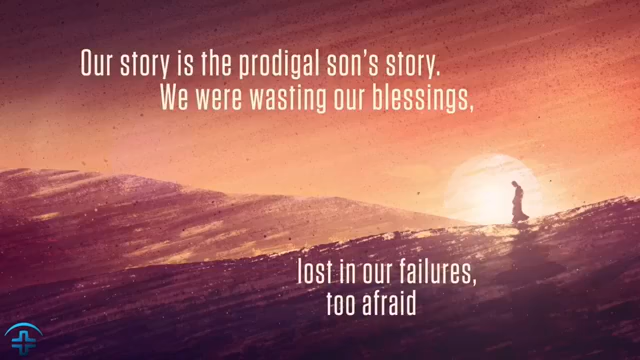 Our story is the prodigal son's story.
We were wasting our blessings,
lost in our failures,
too afraid